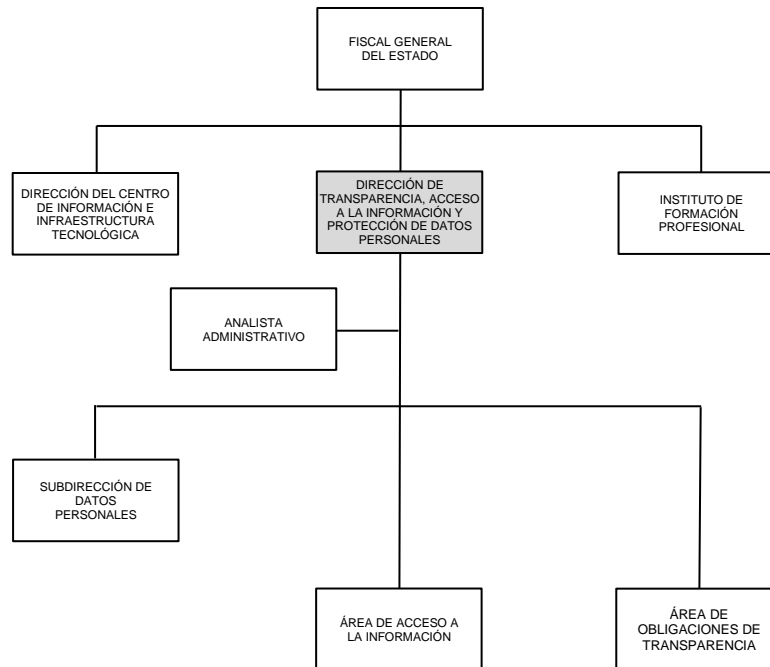 FISCAL GENERAL
DEL ESTADO
DIRECCIÓN DEL CENTRO
DE INFORMACIÓN E
INFRAESTRUCTURA
TECNOLÓGICA
DIRECCIÓN DE
TRANSPARENCIA, ACCESO
A LA INFORMACIÓN Y
PROTECCIÓN DE DATOS
PERSONALES
INSTITUTO DE
FORMACIÓN
PROFESIONAL
ANALISTA
ADMINISTRATIVO
SUBDIRECCIÓN DE
DATOS
PERSONALES
ÁREA DE ACCESO A
LA INFORMACIÓN
ÁREA DE
OBLIGACIONES DE
TRANSPARENCIA